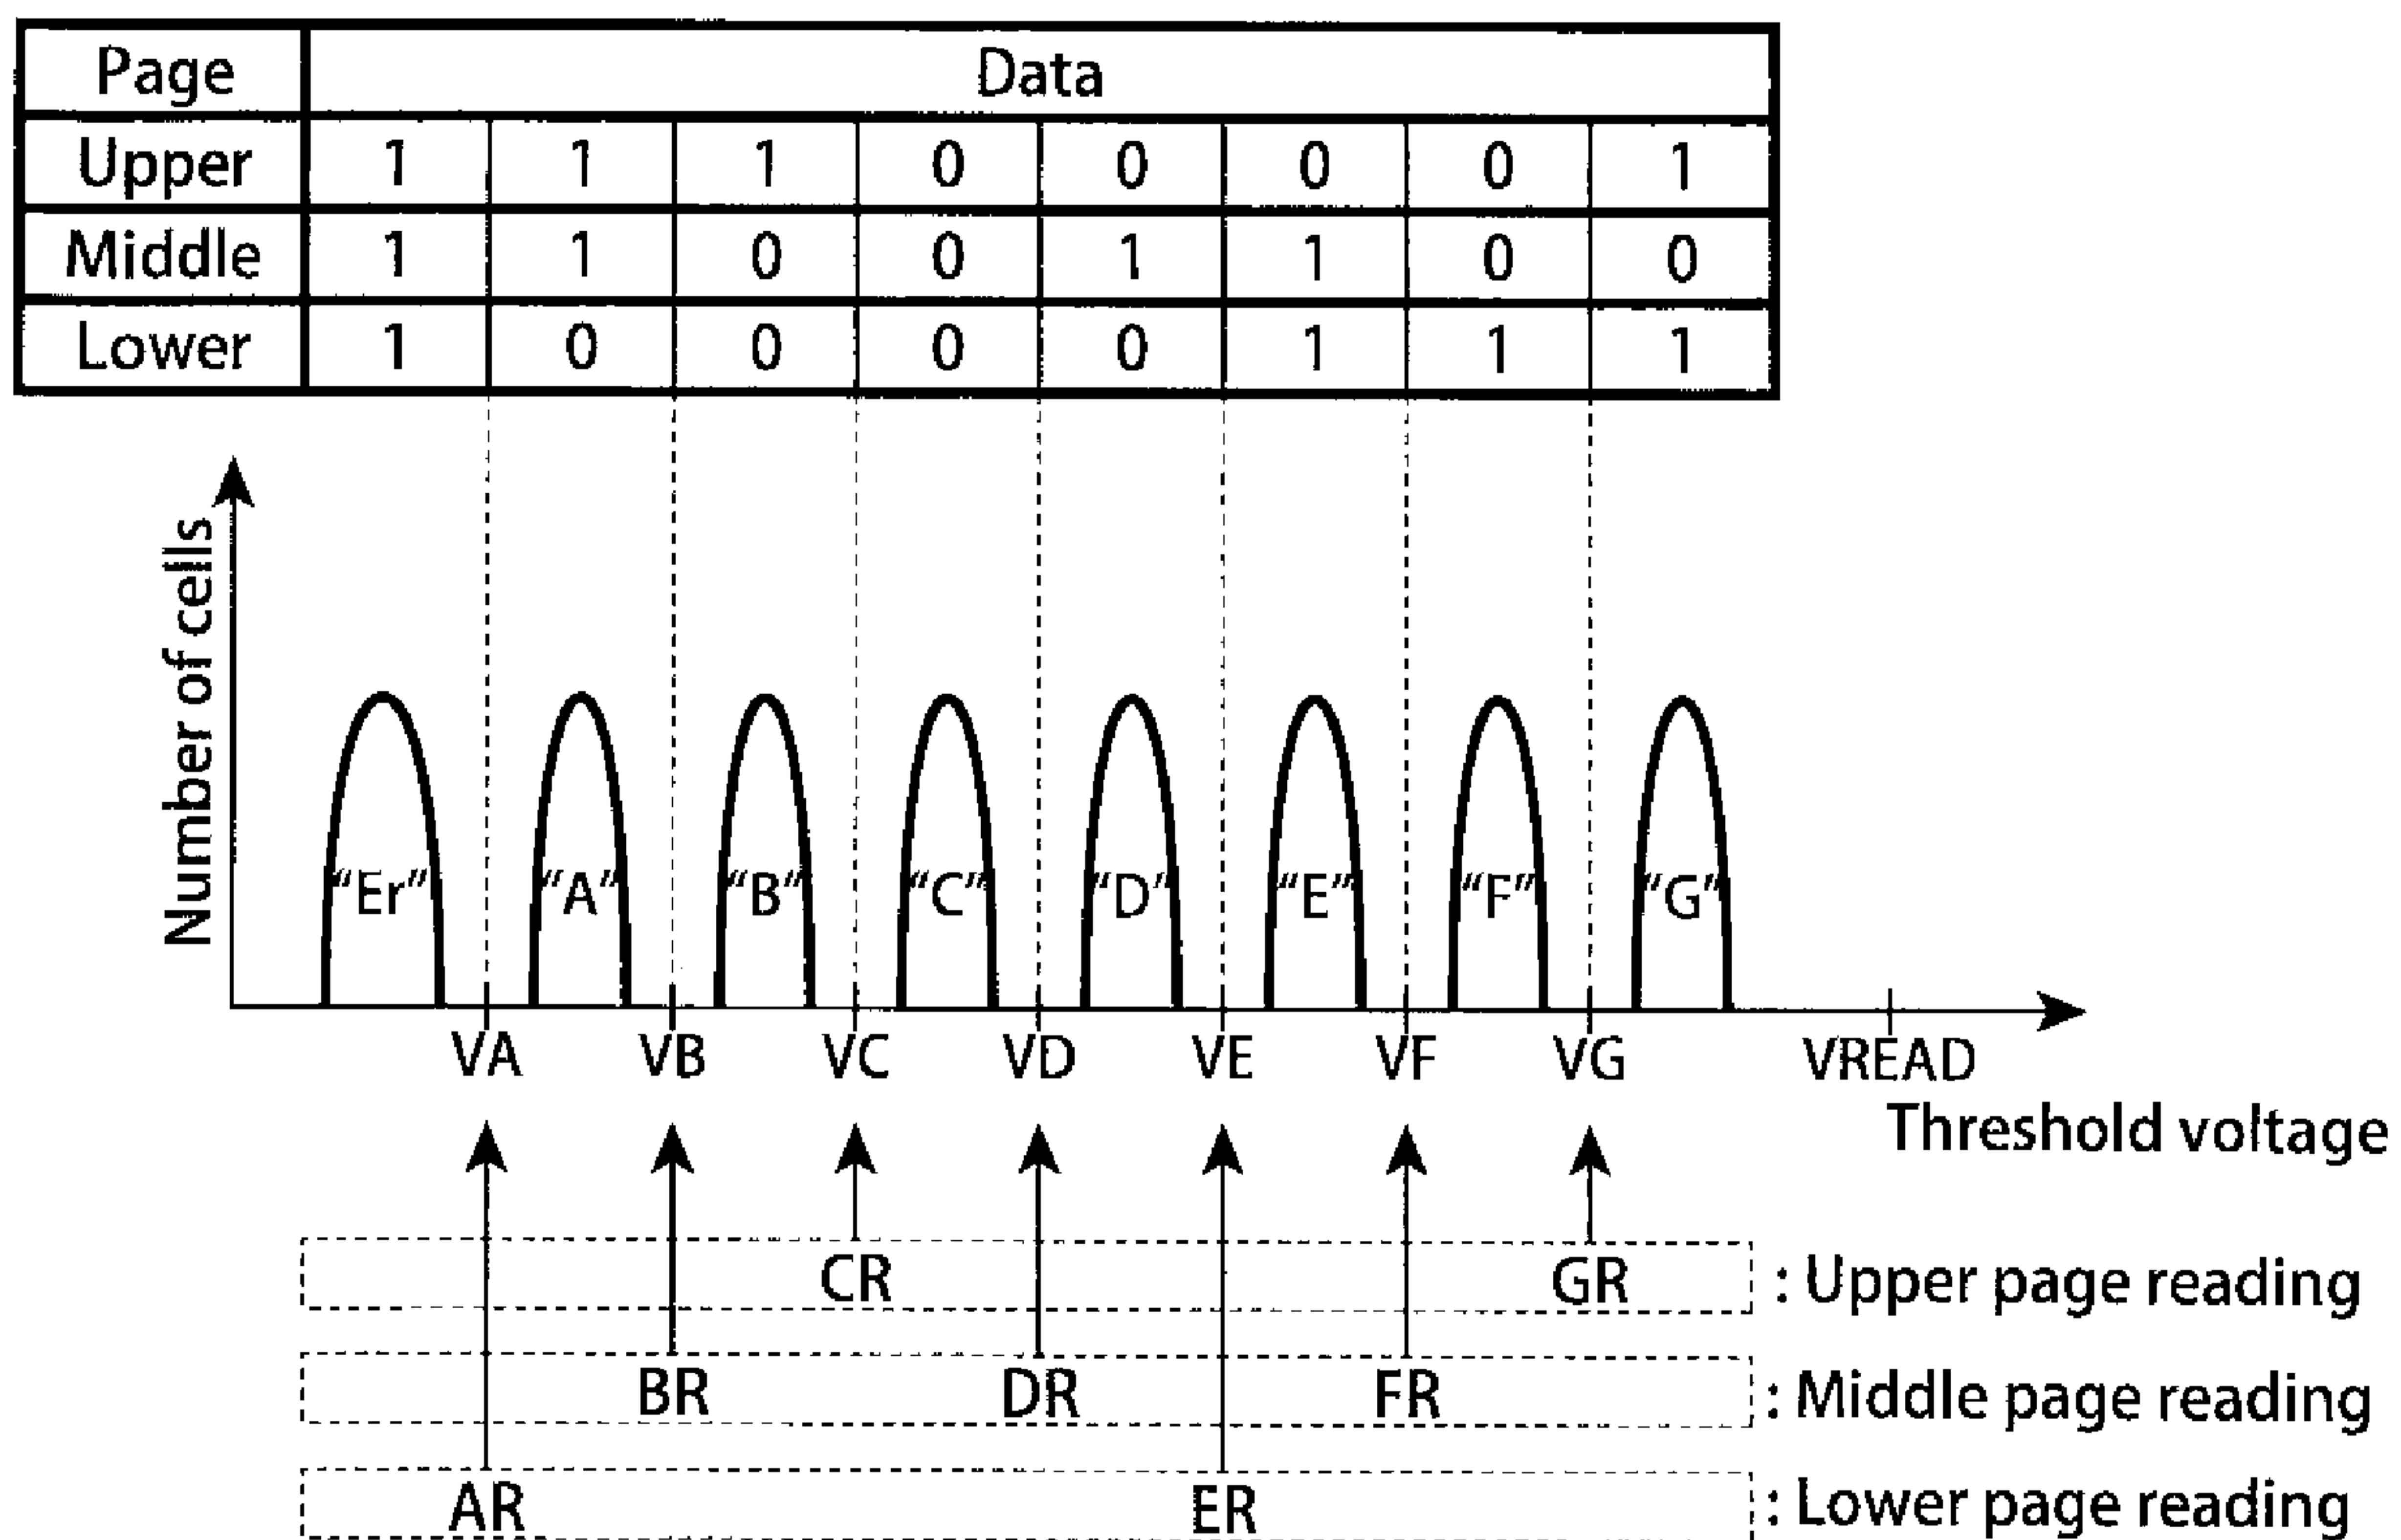 Page Data
Upper 1 1 1 0 0 0 0 1
Middle 1 1 0 0 1 1 0 0
Lower 1 0 0 0 0 1 1 1
Number of cells
"Er" "A" "B" "C" "D" "E" "F" "G"
VA VB VC VD VE VF VG VREAD
Threshold voltage
CR GR : Upper page reading
BR DR FR : Middle page reading
AR ER : Lower page reading